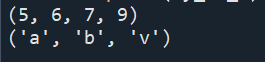 (5, 6, 7, 9)
('a', 'b', 'v')